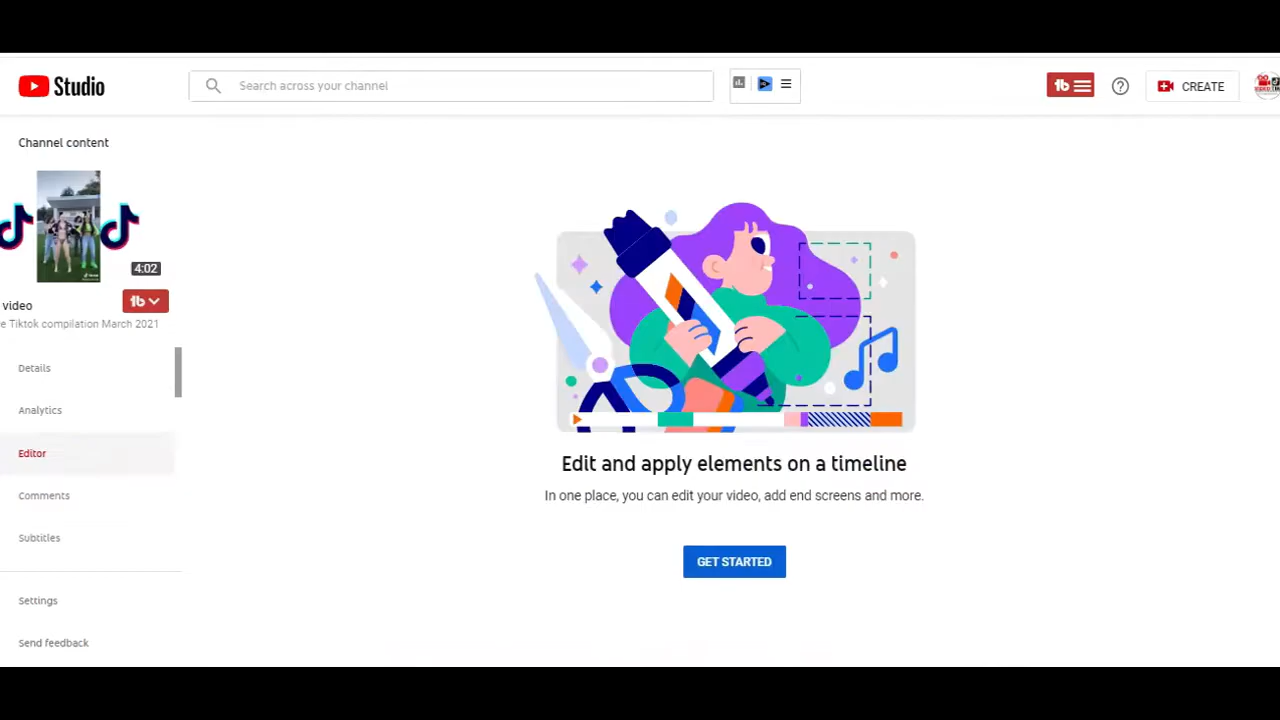 Studio
Search across your channel
CREATE
Channel content
4:02
video
e Tiktok compilation March 2021
Details
Analytics
Editor
Comments
Subtitles
Settings
Send feedback
Edit and apply elements on a timeline
In one place, you can edit your video, add end screens and more.
GET STARTED